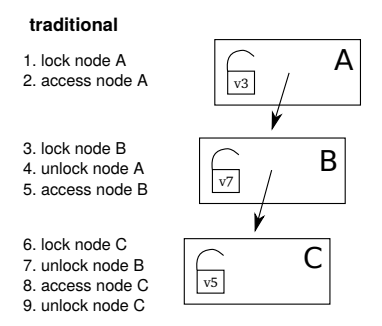 traditional
1. lock node A
2. access node A
A
v3
3. lock node B
4. unlock node A
5. access node B
B
v7
6. lock node C
7. unlock node B
8. access node C
9. unlock node C
C
v5